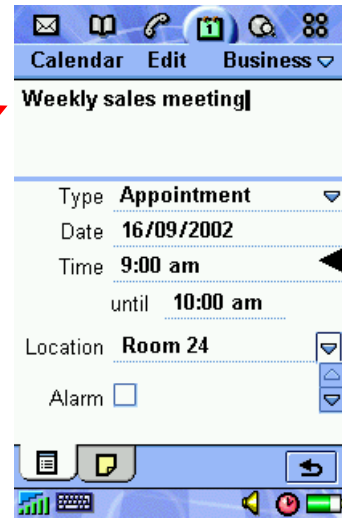 Calendar Edit Business
Weekly sales meeting
Type Appointment
Date 16/09/2002
Time 9:00 am
until 10:00 am
Location Room 24
Alarm